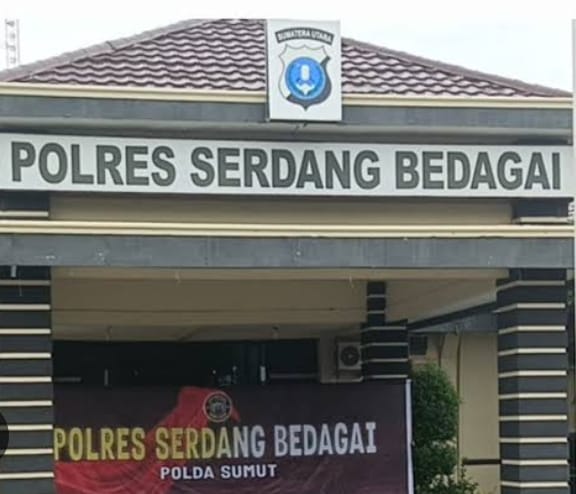 SUMATERA UTARA
POLRES SERDANG BEDAGAI
POLRES SERDANG BEDAGAI
POLDA SUMUT